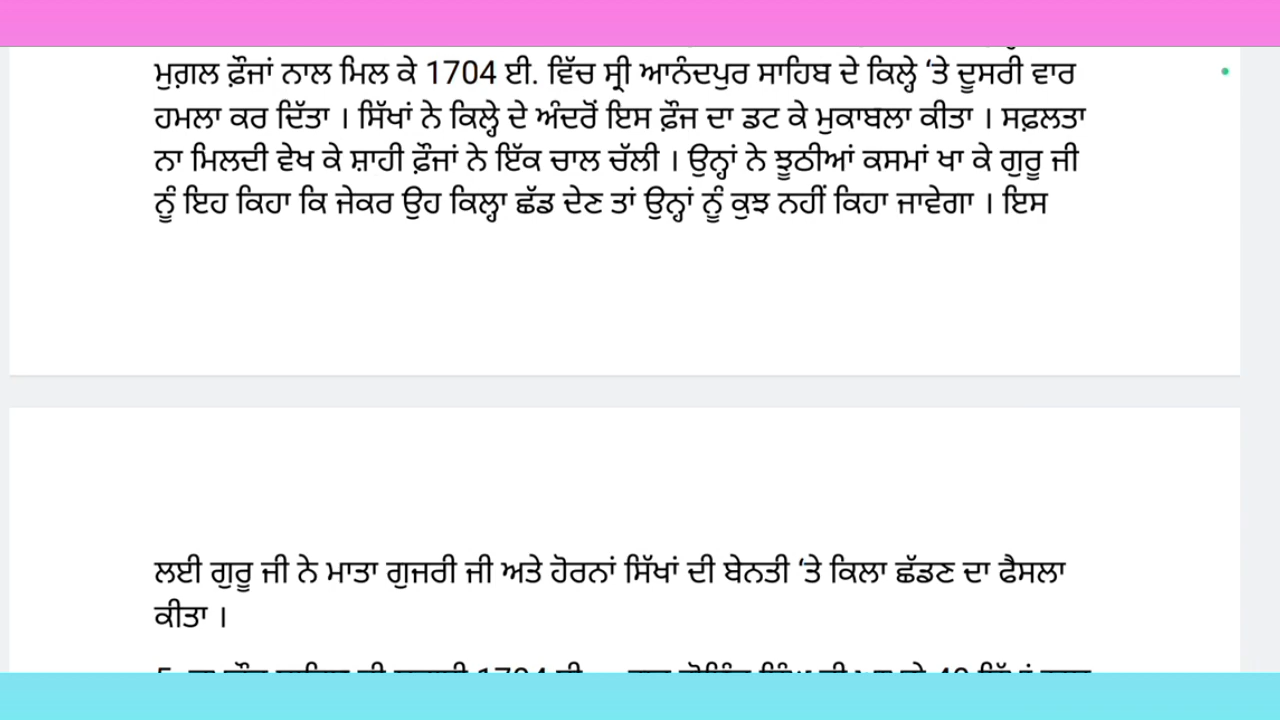 ਮੁਗ਼ਲ ਫ਼ੌਜਾਂ ਨਾਲ ਮਿਲ ਕੇ 1704 ਈ. ਵਿੱਚ ਸ੍ਰੀ ਆਨੰਦਪੁਰ ਸਾਹਿਬ ਦੇ ਕਿਲ੍ਹੇ ‘ਤੇ ਦੂਸਰੀ ਵਾਰ
ਹਮਲਾ ਕਰ ਦਿੱਤਾ । ਸਿੱਖਾਂ ਨੇ ਕਿਲ੍ਹੇ ਦੇ ਅੰਦਰੋਂ ਇਸ ਫ਼ੌਜ ਦਾ ਡਟ ਕੇ ਮੁਕਾਬਲਾ ਕੀਤਾ । ਸਫ਼ਲਤਾ
ਨਾ ਮਿਲਦੀ ਵੇਖ ਕੇ ਸ਼ਾਹੀ ਫ਼ੌਜਾਂ ਨੇ ਇੱਕ ਚਾਲ ਚੱਲੀ । ਉਨ੍ਹਾਂ ਨੇ ਝੂਠੀਆਂ ਕਸਮਾਂ ਖਾ ਕੇ ਗੁਰੂ ਜੀ
ਨੂੰ ਇਹ ਕਿਹਾ ਕਿ ਜੇਕਰ ਉਹ ਕਿਲ੍ਹਾ ਛੱਡ ਦੇਣ ਤਾਂ ਉਨ੍ਹਾਂ ਨੂੰ ਕੁਝ ਨਹੀਂ ਕਿਹਾ ਜਾਵੇਗਾ । ਇਸ
ਲਈ ਗੁਰੂ ਜੀ ਨੇ ਮਾਤਾ ਗੁਜਰੀ ਜੀ ਅਤੇ ਹੋਰਨਾਂ ਸਿੱਖਾਂ ਦੀ ਬੇਨਤੀ ‘ਤੇ ਕਿਲਾ ਛੱਡਣ ਦਾ ਫੈਸਲਾ
ਕੀਤਾ ।